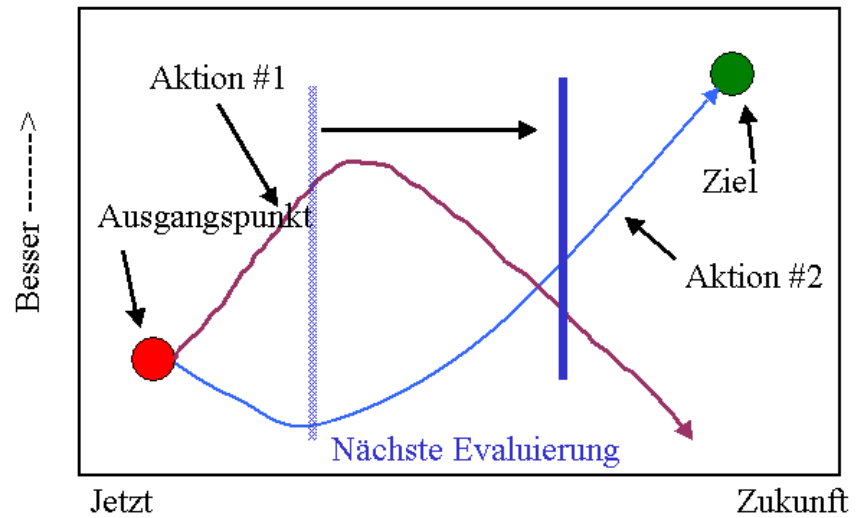 Aktion #1
Ziel
Ausgangspunkt
Aktion #2
Besser ------->
Nächste Evaluierung
Jetzt
Zukunft